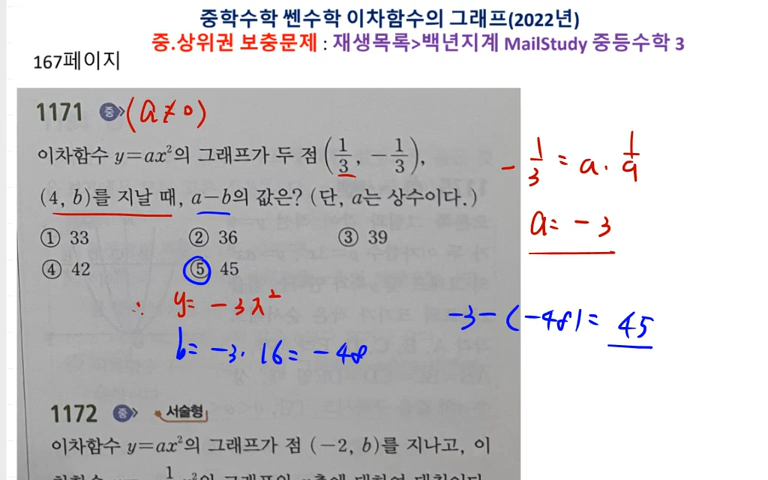 중학수학 쎈수학 이차함수의 그래프(2022년)
중.상위권 보충문제 : 재생목록>백년지계 MailStudy 중등수학 3
167페이지
1171 중 (a≠0)
이차함수 y=ax²의 그래프가 두 점 (1/3, -1/3),
(4, b)를 지날 때, a-b의 값은? (단, a는 상수이다.)
① 33 ② 36 ③ 39
④ 42 ⑤ 45
-1/3 = a · 1/9
a = -3
∴ y = -3x²
b = -3 · 16 = -48
-3 - (-48) = 45
1172 중 서술형
이차함수 y=ax²의 그래프가 점 (-2, b)를 지나고, 이